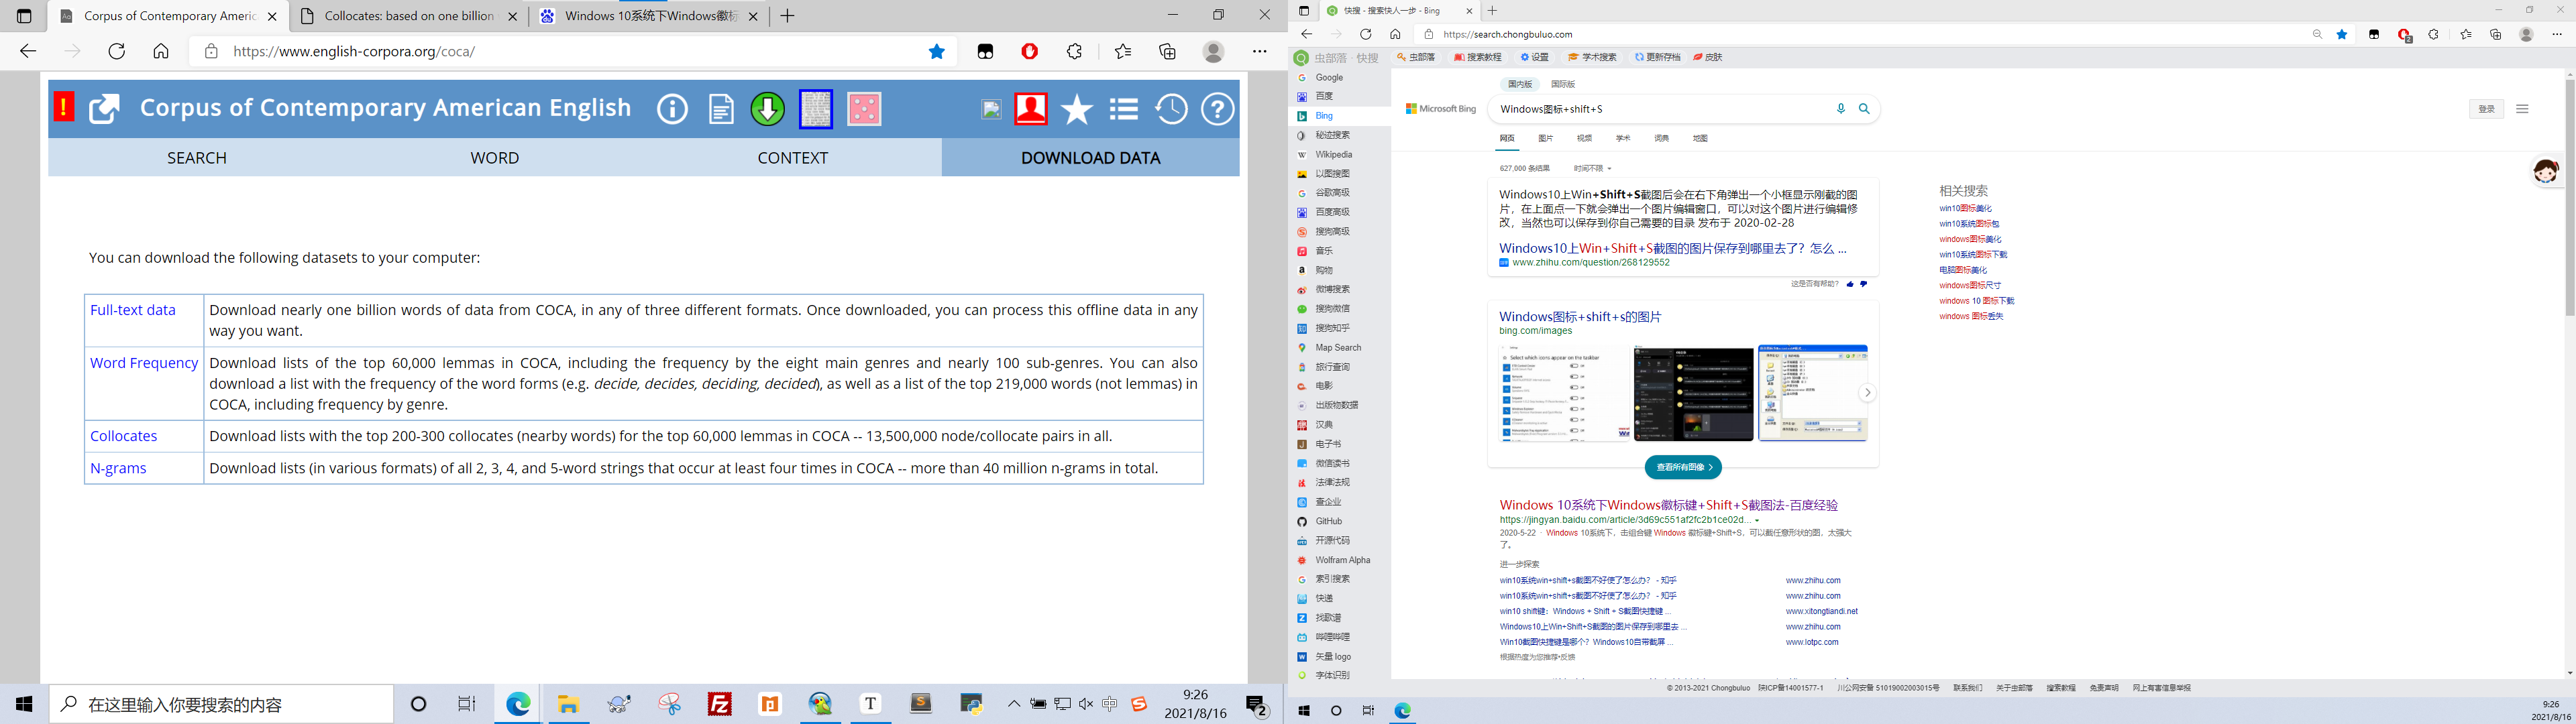 Corpus of Contemporary Americ
Collocates: based on one billion
Windows 10系统下Windows徽标
https://www.english-corpora.org/coca/
Corpus of Contemporary American English
SEARCH
WORD
CONTEXT
DOWNLOAD DATA
You can download the following datasets to your computer:
Full-text data
Download nearly one billion words of data from COCA, in any of three different formats. Once downloaded, you can process this offline data in any
way you want.
Word Frequency
Download lists of the top 60,000 lemmas in COCA, including the frequency by the eight main genres and nearly 100 sub-genres. You can also
download a list with the frequency of the word forms (e.g. decide, decides, deciding, decided), as well as a list of the top 219,000 words (not lemmas) in
COCA, including frequency by genre.
Collocates
Download lists with the top 200-300 collocates (nearby words) for the top 60,000 lemmas in COCA -- 13,500,000 node/collocate pairs in all.
N-grams
Download lists (in various formats) of all 2, 3, 4, and 5-word strings that occur at least four times in COCA -- more than 40 million n-grams in total.
在这里输入你要搜索的内容
中
9:26
2021/8/16
2
快搜 - 搜索快人一步 - Bing
https://search.chongbuluo.com
虫部落 · 快搜
虫部落
搜索教程
设置
学术搜索
更新存档
皮肤
Google
百度
Bing
秘迹搜索
Wikipedia
以图搜图
谷歌高级
百度高级
搜狗高级
音乐
购物
微博搜索
搜狗微信
搜狗知乎
Map Search
旅行查询
电影
出版物数据
汉典
电子书
微信读书
法律法规
查企业
GitHub
开源代码
Wolfram Alpha
索引搜索
快递
找歌谱
哔哩哔哩
矢量 logo
字体识别
国内版
国际版
Microsoft Bing
Windows图标+shift+S
登录
网页
图片
视频
学术
词典
地图
627,000 条结果
时间不限
Windows10上Win+Shift+S截图后会在右下角弹出一个小框显示刚截的图
片，在上面点一下就会弹出一个图片编辑窗口，可以对这个图片进行编辑修
改，当然也可以保存到你自己需要的目录 发布于 2020-02-28
Windows10上Win+Shift+S截图的图片保存到哪里去了？怎么 ...
www.zhihu.com/question/268129552
这是否有帮助?
Windows图标+shift+s的图片
bing.com/images
Select which icons appear on the taskbar
查看所有图像
Windows 10系统下Windows徽标键+Shift+S截图法-百度经验
https://jingyan.baidu.com/article/3d69c551af2fc2b1ce02d...
2020-5-22 · Windows 10系统下，由组合键 Windows 徽标键+Shift+S，可以截任意形状的图，太强大
了。
进一步探索
win10系统win+shift+s截图不好使了怎么办？ - 知乎
www.zhihu.com
win10系统win+shift+s截图不好使了怎么办？ - 知乎
www.zhihu.com
win10 shift键：Windows + Shift + S截图快捷键 ...
www.xitongtiandi.net
Windows10上Win+Shift+S截图的图片保存到哪里去 ...
www.zhihu.com
Win10截图快捷键是哪个？Windows10自带截屏 ...
www.lotpc.com
根据热度为您推荐•反馈
相关搜索
win10图标美化
win10系统图标包
windows图标美化
win10系统图标下载
电脑图标美化
windows图标尺寸
windows 10 图标下载
windows 图标丢失
© 2013-2021 Chongbuluo
陕ICP备14001577-1
川公网安备 51019002003015号
联系我们
关于虫部落
搜索教程
免责声明
网上有害信息举报
9:26
2021/8/16